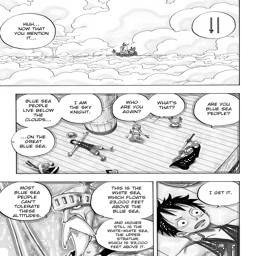 !!
HUH...
NOW THAT
YOU
MENTION
IT...
ARE YOU
BLUE SEA
PEOPLE?
WHAT'S
THAT?
WHO
ARE YOU
AGAIN?
I AM
THE SKY
KNIGHT.
BLUE SEA
PEOPLE
LIVE BELOW
THE
CLOUDS...
...ON THE
GREAT
BLUE SEA.
I GET IT.
THIS IS THE
WHITE SEA,
WHICH FLOATS
23,000 FEET
ABOVE THE
BLUE SEA.
AND HIGHER
STILL IS THE
WHITE-WHITE SEA,
THE UPPER
STRATUM,
WHICH IS 33,000
FEET ABOVE IT.
MOST
BLUE SEA
PEOPLE
CAN'T
TOLERATE
THESE
ALTITUDES.